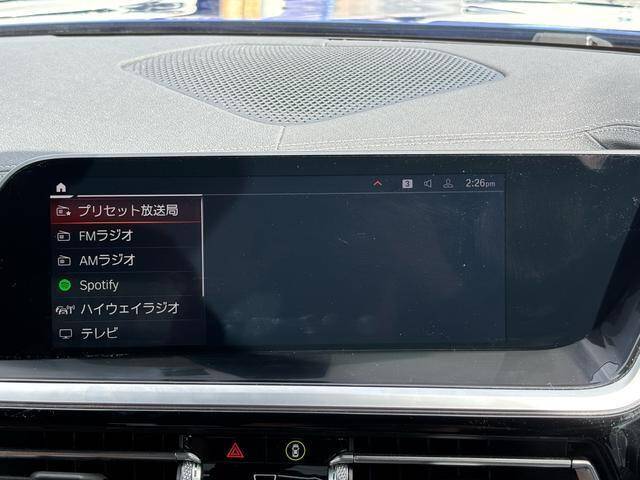 3 2:26pm
プリセット放送局
FMラジオ
AMラジオ
Spotify
ハイウェイラジオ
テレビ